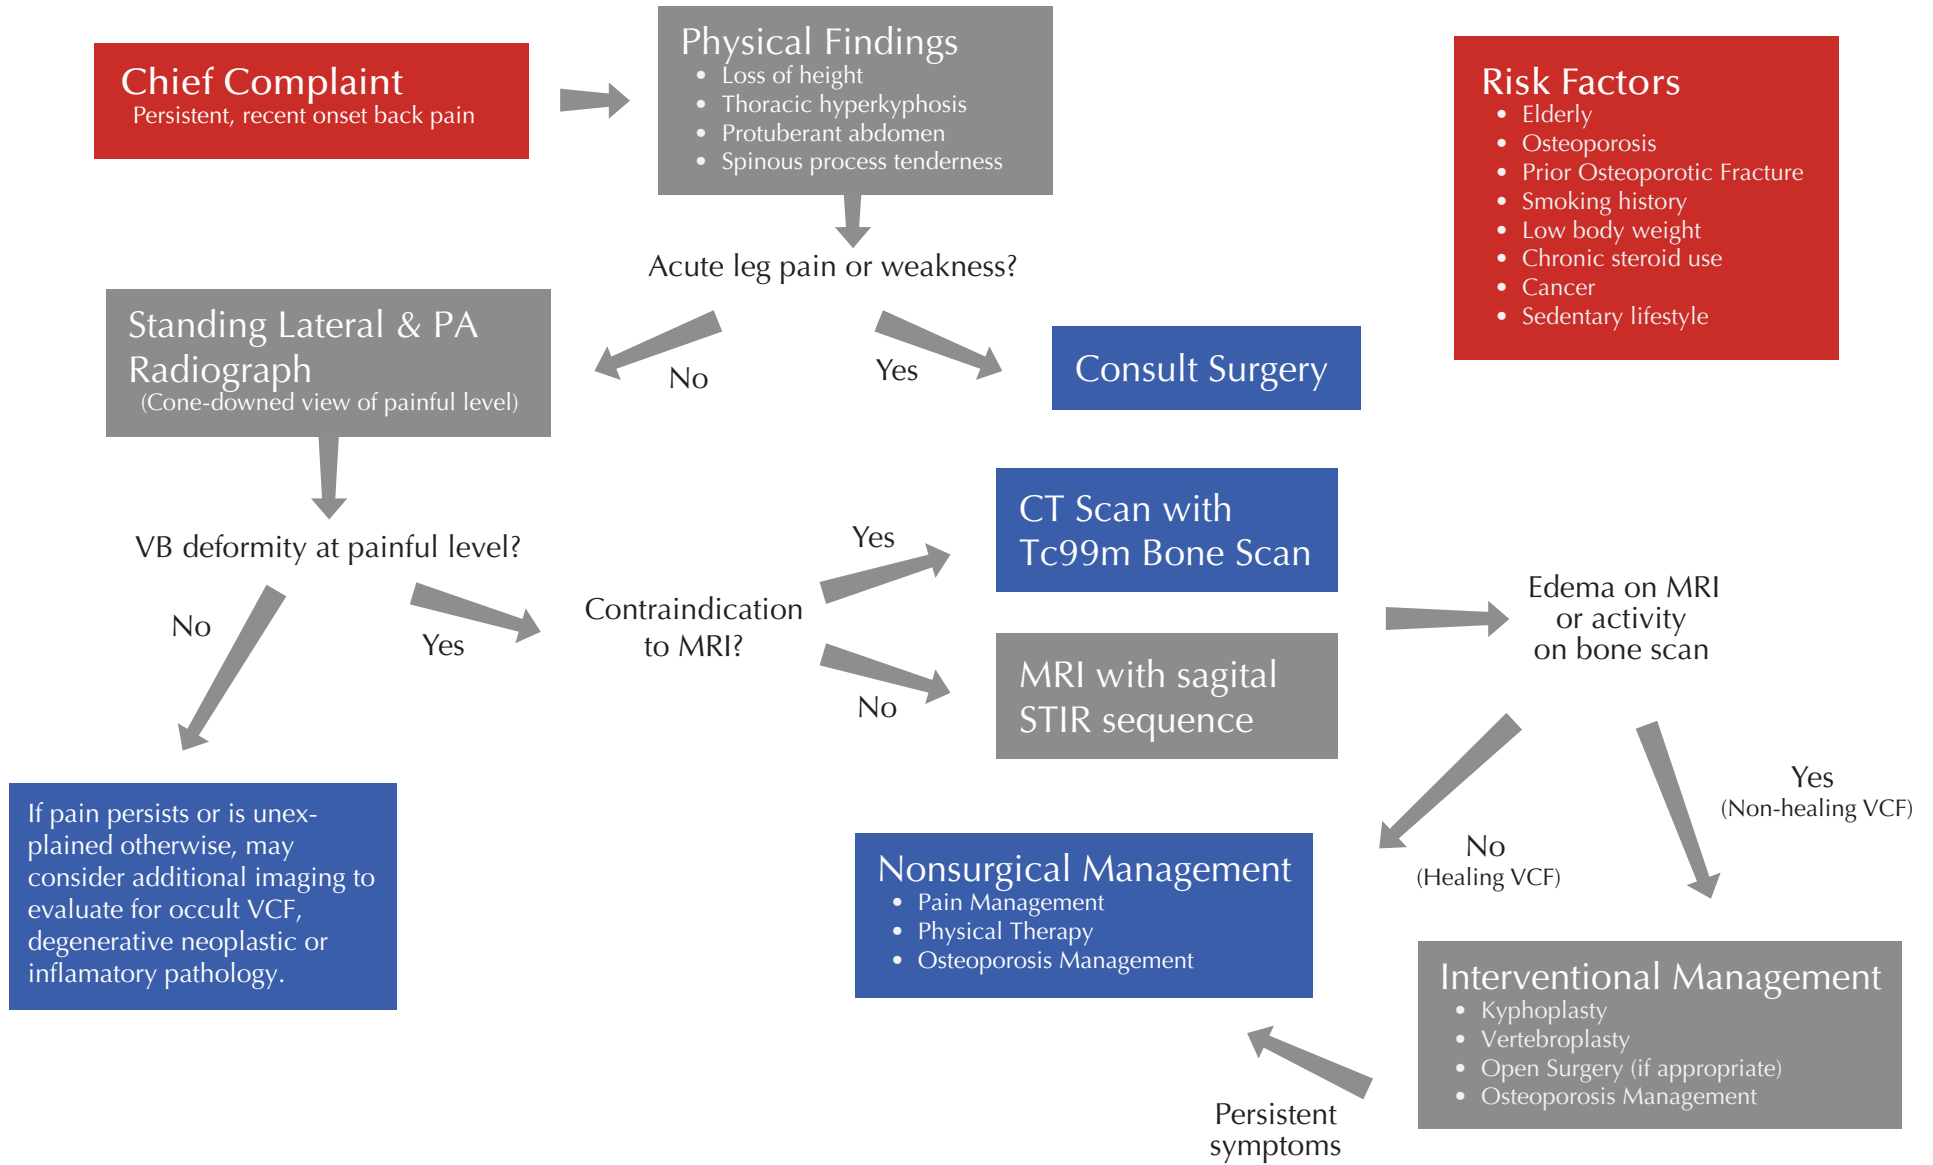 Chief Complaint
Persistent, recent onset back pain
Physical Findings
• Loss of height
• Thoracic hyperkyphosis
• Protuberant abdomen
• Spinous process tenderness
Risk Factors
• Elderly
• Osteoporosis
• Prior Osteoporotic Fracture
• Smoking history
• Low body weight
• Chronic steroid use
• Cancer
• Sedentary lifestyle
Acute leg pain or weakness?
No
Yes
Standing Lateral & PA
Radiograph
(Cone-downed view of painful level)
Consult Surgery
VB deformity at painful level?
No
Yes
Contraindication
to MRI?
Yes
No
CT Scan with
Tc99m Bone Scan
MRI with sagital
STIR sequence
Edema on MRI
or activity
on bone scan
No
(Healing VCF)
Yes
(Non-healing VCF)
If pain persists or is unex-
plained otherwise, may
consider additional imaging to
evaluate for occult VCF,
degenerative neoplastic or
inflamatory pathology.
Nonsurgical Management
• Pain Management
• Physical Therapy
• Osteoporosis Management
Interventional Management
• Kyphoplasty
• Vertebroplasty
• Open Surgery (if appropriate)
• Osteoporosis Management
Persistent
symptoms